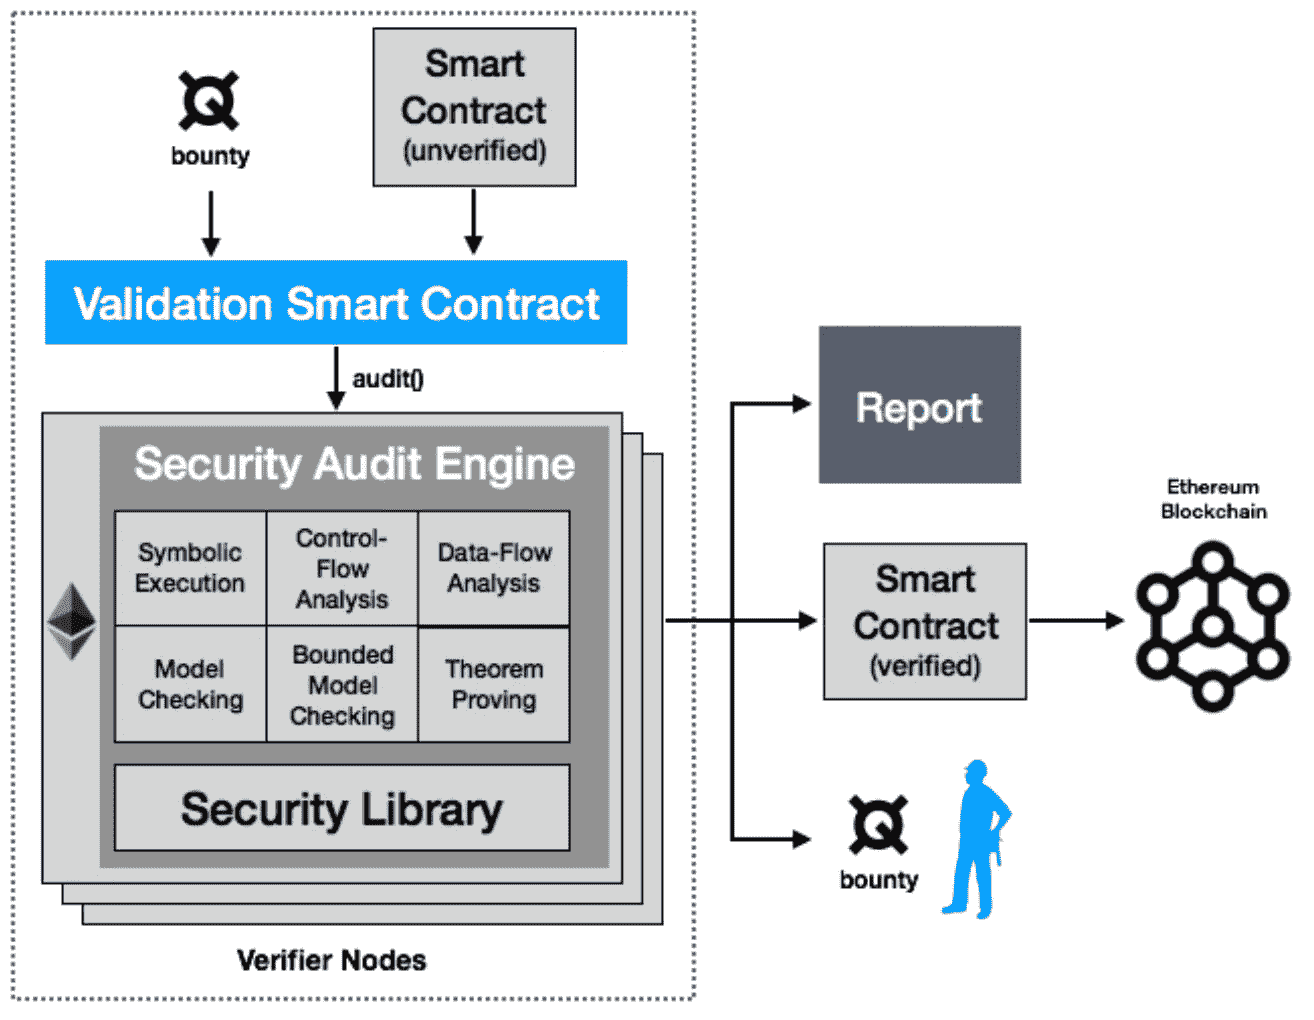 bounty
Smart
Contract
(unverified)
Validation Smart Contract
audit()
Security Audit Engine
Symbolic
Execution
Control-
Flow
Analysis
Data-Flow
Analysis
Model
Checking
Bounded
Model
Checking
Theorem
Proving
Security Library
Verifier Nodes
Report
Smart
Contract
(verified)
Ethereum
Blockchain
bounty